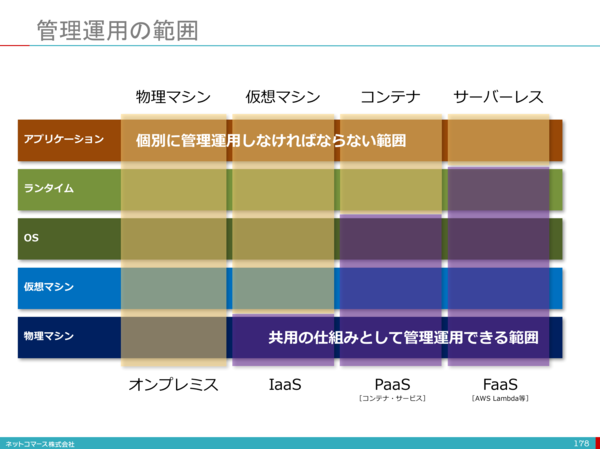 管理運用の範囲
物理マシン 仮想マシン コンテナ サーバーレス
アプリケーション
個別に管理運用しなければならない範囲
ランタイム
OS
仮想マシン
物理マシン
共用の仕組みとして管理運用できる範囲
オンプレミス IaaS PaaS FaaS
[コンテナ・サービス] [AWS Lambda等]
ネットコマース株式会社 178